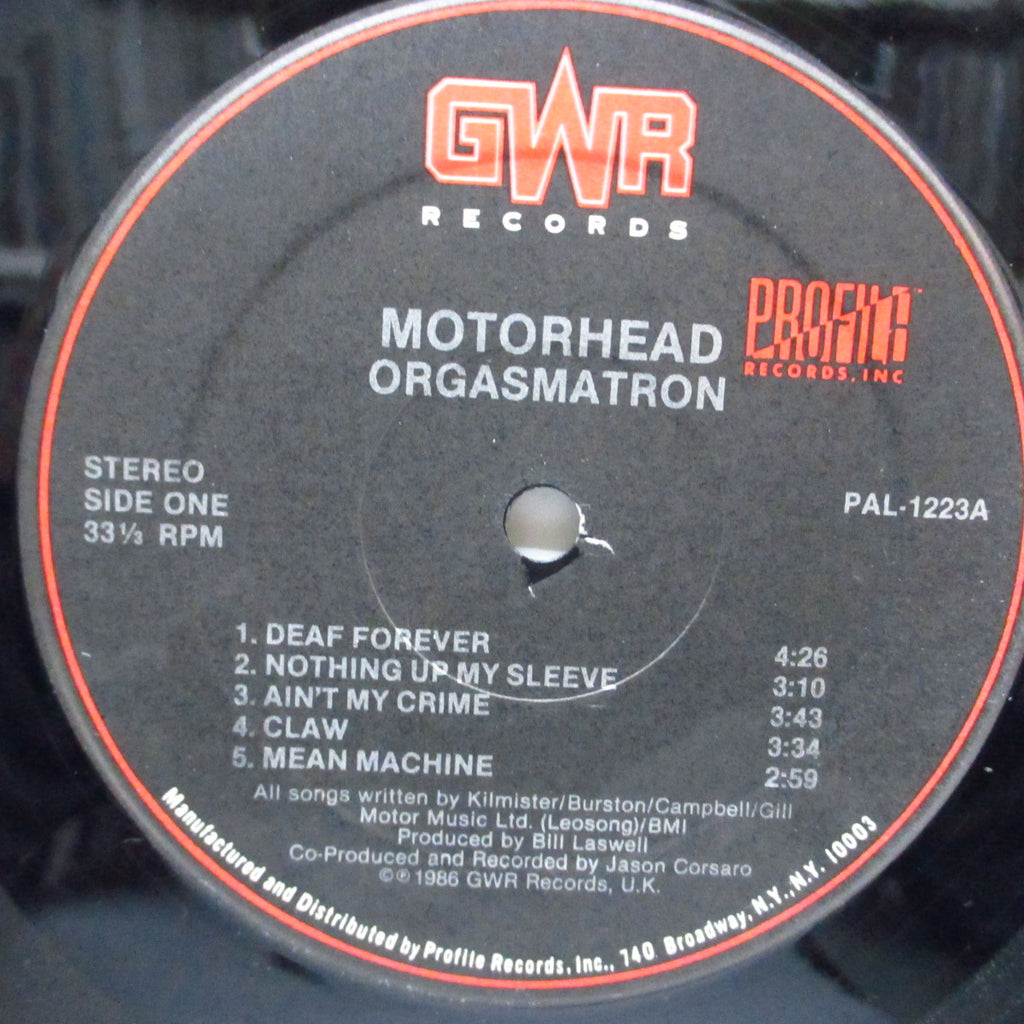 GWR
RECORDS
MOTORHEAD
ORGASMATRON
PROFILE™
RECORDS, INC
STEREO
SIDE ONE
33⅓ RPM
PAL-1223A
1. DEAF FOREVER 4:26
2. NOTHING UP MY SLEEVE 3:10
3. AIN'T MY CRIME 3:43
4. CLAW 3:34
5. MEAN MACHINE 2:59
All songs written by Kilmister/Burston/Campbell/Gill
Motor Music Ltd. (Leosong)/BMI
Produced by Bill Laswell
Co-Produced and Recorded by Jason Corsaro
©℗1986 GWR Records, U.K.
Manufactured and Distributed by Profile Records, Inc., 740 Broadway, N.Y., N.Y. 10003